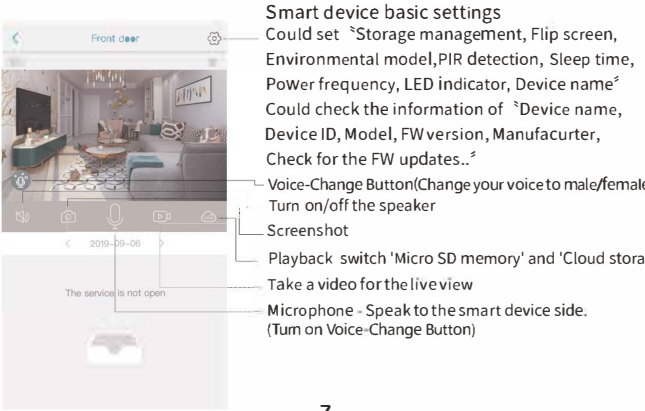 Smart device basic settings
Front door
Could set 〝Storage management, Flip screen,
Environmental model,PIR detection, Sleep time,
Power frequency, LED indicator, Device name〞
Could check the information of 〝Device name,
Device ID, Model, FW version, Manufacurter,
Check for the FW updates..〞
Voice-Change Button(Change your voice to male/female
Turn on/off the speaker
Screenshot
2019-09-06
Playback switch 'Micro SD memory' and 'Cloud stora
Take a video for the live view
The service is not open
Microphone - Speak to the smart device side.
(Turn on Voice-Change Button)